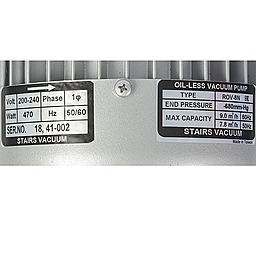 Volt 200-240 Phase 1φ
Watt 470 Hz 50/60
SER.NO. 18, 41-002
STAIRS VACUUM
OIL-LESS VACUUM PUMP
TYPE ROV-8N
END PRESSURE -680mm-Hg
MAX CAPACITY 9.0 m³/h 60Hz
7.8 m³/h 50Hz
STAIRS VACUUM
Made in Taiwan